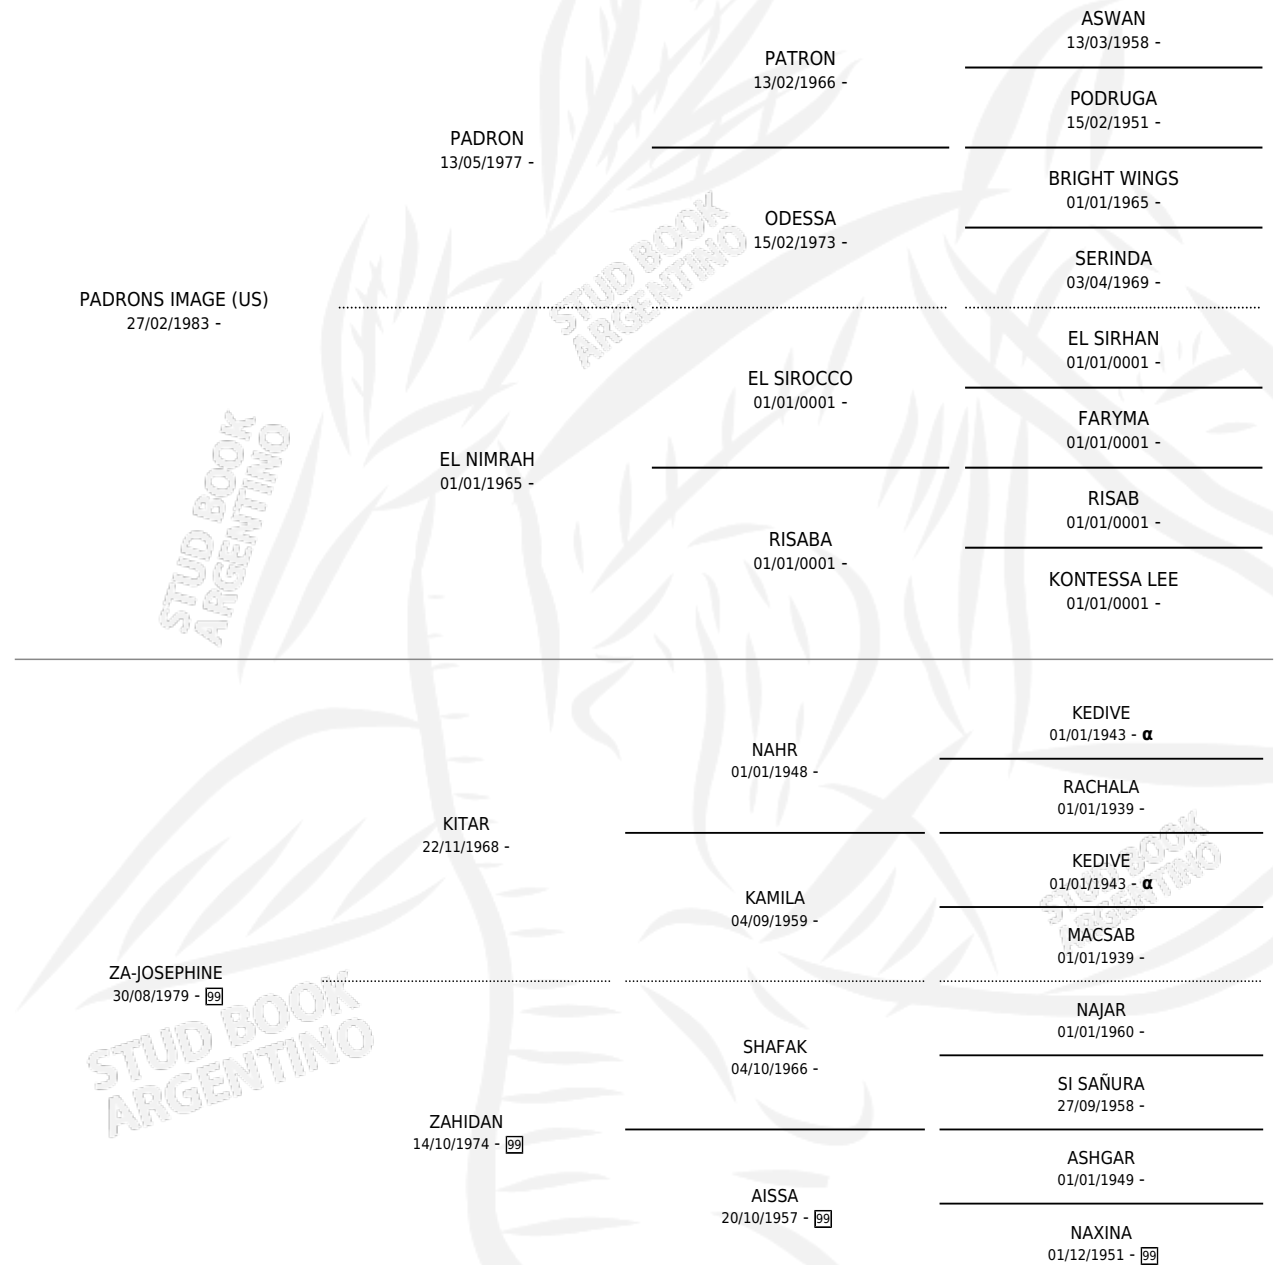 ASWAN
13/03/1958 -
PATRON
13/02/1966 -
PODRUGA
15/02/1951 -
PADRON
13/05/1977 -
BRIGHT WINGS
01/01/1965 -
ODESSA
15/02/1973 -
SERINDA
03/04/1969 -
PADRONS IMAGE (US)
27/02/1983 -
EL SIRHAN
01/01/0001 -
EL SIROCCO
01/01/0001 -
FARYMA
01/01/0001 -
EL NIMRAH
01/01/1965 -
RISAB
01/01/0001 -
RISABA
01/01/0001 -
KONTESSA LEE
01/01/0001 -
STUD BOOK
ARGENTINO
STUD BOOK
ARGENTINO
KEDIVE
01/01/1943 - α
NAHR
01/01/1948 -
RACHALA
01/01/1939 -
KITAR
22/11/1968 -
KEDIVE
01/01/1943 - α
KAMILA
04/09/1959 -
MACSAB
01/01/1939 -
ZA-JOSEPHINE
30/08/1979 - 99
NAJAR
01/01/1960 -
SHAFAK
04/10/1966 -
SI SAÑURA
27/09/1958 -
ZAHIDAN
14/10/1974 - 99
ASHGAR
01/01/1949 -
AISSA
20/10/1957 - 99
NAXINA
01/12/1951 - 99
STUD BOOK
ARGENTINO
STUD BOOK
ARGENTINO